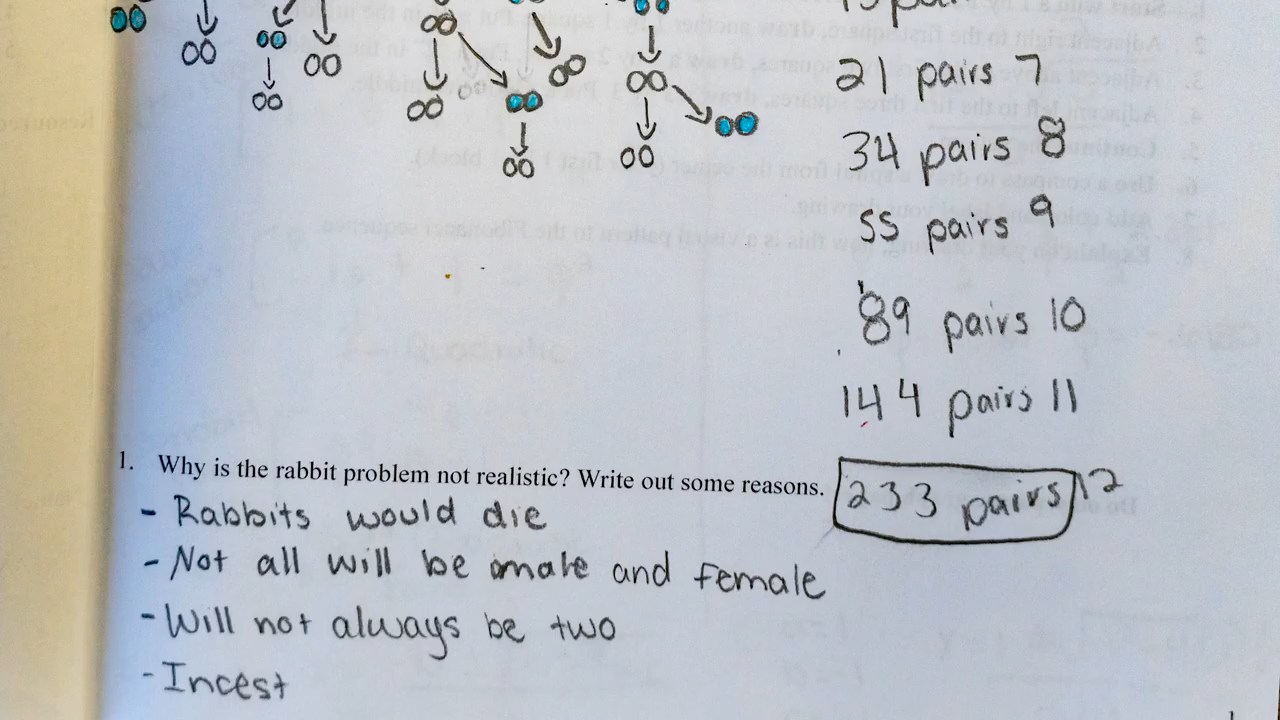 21 pairs 7
34 pairs 8
55 pairs 9
89 pairs 10
144 pairs 11
233 pairs 12
1. Why is the rabbit problem not realistic? Write out some reasons.
- Rabbits would die
- Not all will be male and female
- Will not always be two
- Incest